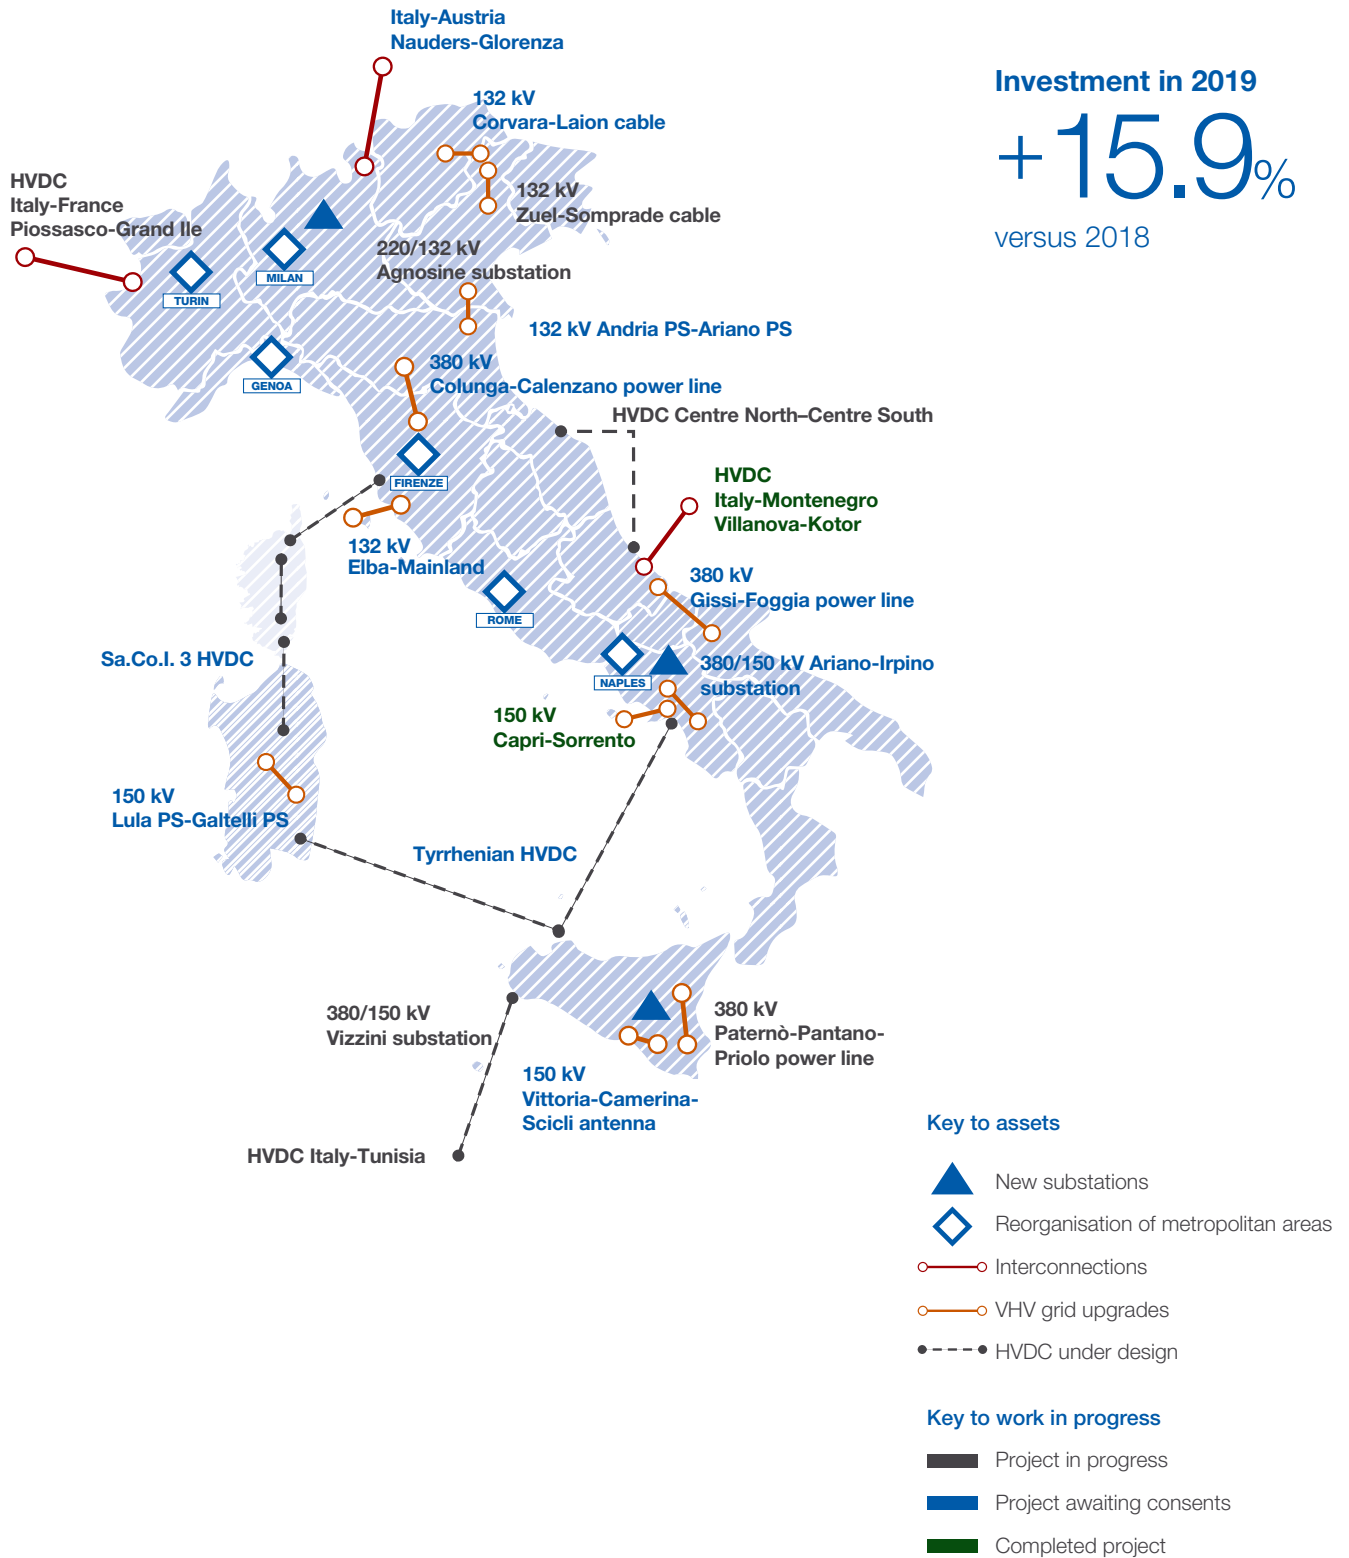 Italy-Austria
Nauders-Glorenza
Investment in 2019
+15.9%
versus 2018
132 kV
Corvara-Laion cable
HVDC
Italy-France
Piossasco-Grand Ile
132 kV
Zuel-Somprade cable
220/132 kV
Agnosine substation
MILAN
TURIN
132 kV Andria PS-Ariano PS
380 kV
Colunga-Calenzano power line
GENOA
HVDC Centre North–Centre South
FIRENZE
HVDC
Italy-Montenegro
Villanova-Kotor
132 kV
Elba-Mainland
380 kV
Gissi-Foggia power line
ROME
Sa.Co.I. 3 HVDC
NAPLES
380/150 kV Ariano-Irpino
substation
150 kV
Capri-Sorrento
150 kV
Lula PS-Galtelli PS
Tyrrhenian HVDC
380/150 kV
Vizzini substation
380 kV
Paternò-Pantano-
Priolo power line
150 kV
Vittoria-Camerina-
Scicli antenna
HVDC Italy-Tunisia
Key to assets
New substations
Reorganisation of metropolitan areas
Interconnections
VHV grid upgrades
HVDC under design
Key to work in progress
Project in progress
Project awaiting consents
Completed project